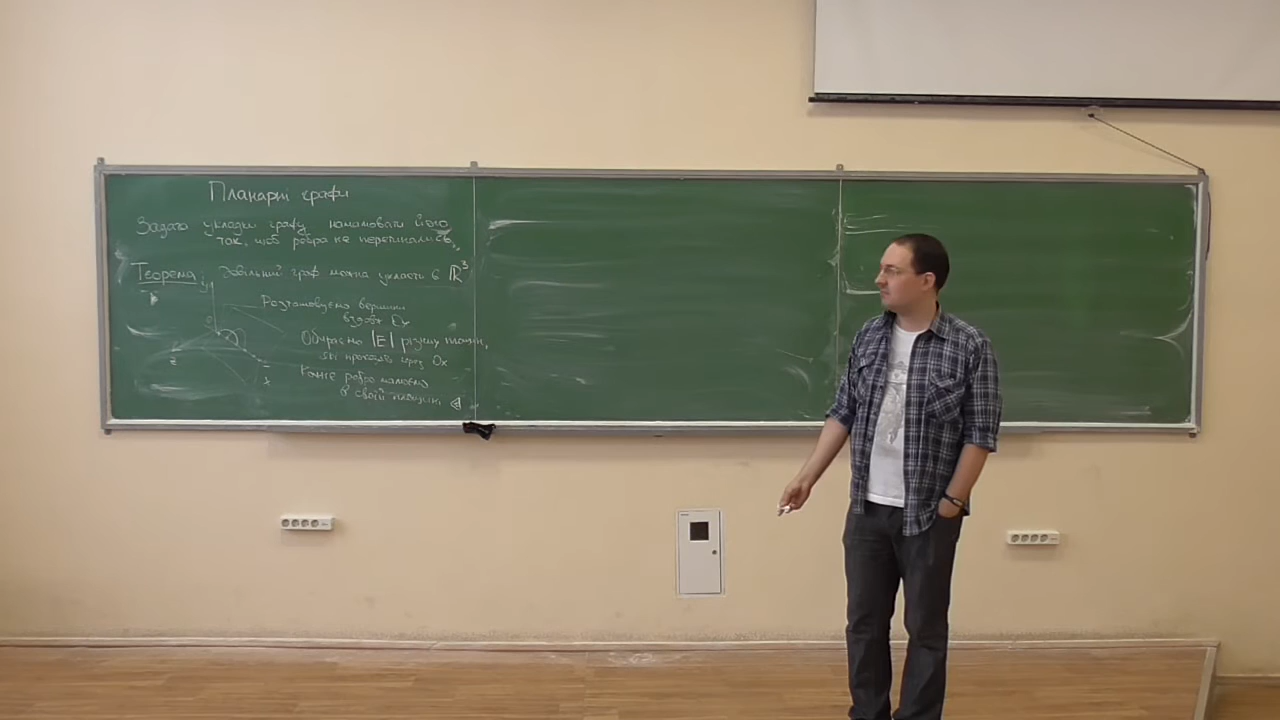 Планарні графи
Задача укладки графу намалювати його
так, щоб ребра не перетинались.
Теорема: Довільний граф можна укласти в ℝ³
y
Розташовуємо вершини
вздовж Ox
0
Обираємо |E| різних площин,
що проходять через Ox
z
x
Кожне ребро малюємо
в своїй площині ◁